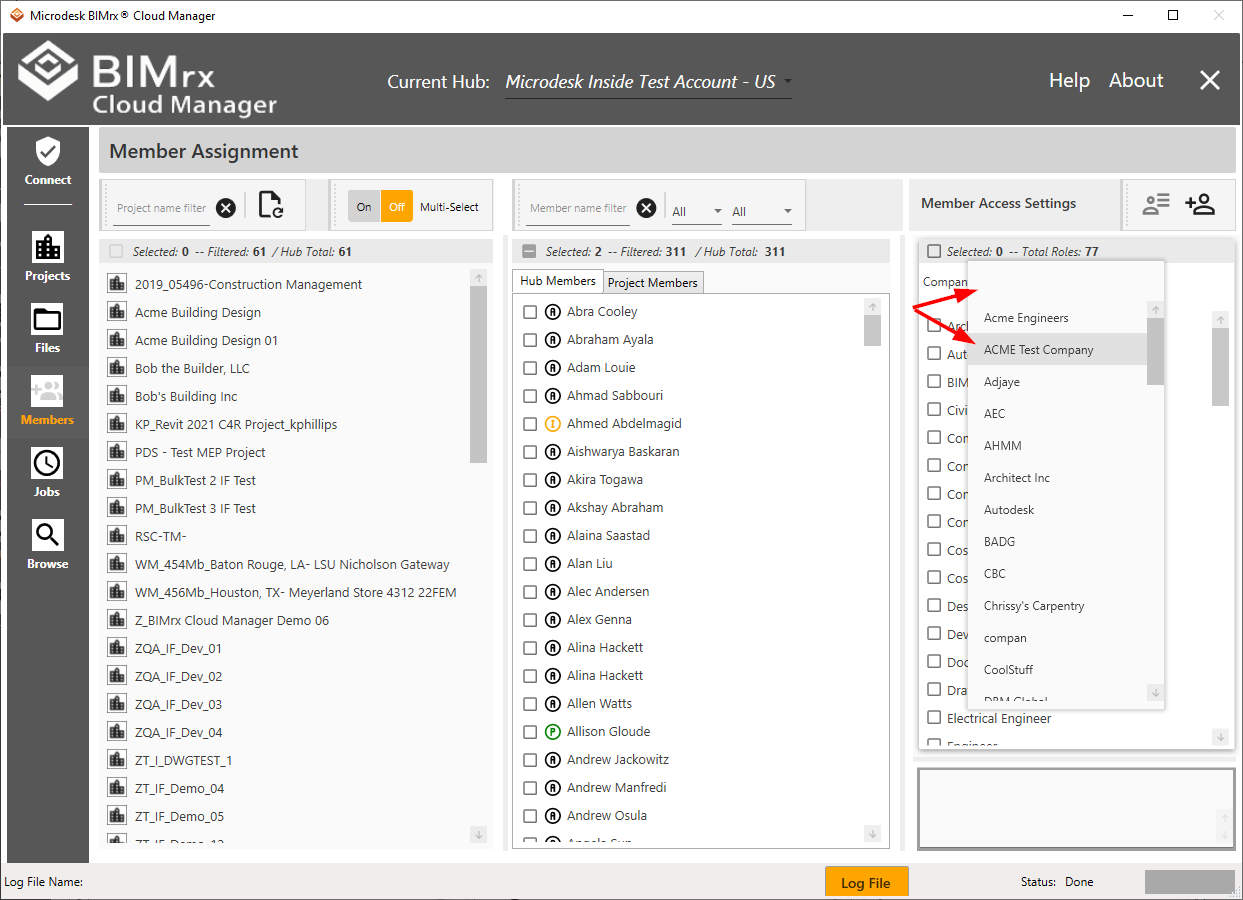 Microdesk BIMrx® Cloud Manager
BIMrx
Cloud Manager
Current Hub: Microdesk Inside Test Account - US
Help About
Connect
Projects
Files
Members
Jobs
Browse
Member Assignment
Project name filter
On Off Multi-Select
Member name filter
All All
Member Access Settings
Selected: 0 -- Filtered: 61 / Hub Total: 61
2019_05496-Construction Management
Acme Building Design
Acme Building Design 01
Bob the Builder, LLC
Bob's Building Inc
KP_Revit 2021 C4R Project_kphillips
PDS - Test MEP Project
PM_BulkTest 2 IF Test
PM_BulkTest 3 IF Test
RSC-TM-
WM_454Mb_Baton Rouge, LA- LSU Nicholson Gateway
WM_456Mb_Houston, TX- Meyerland Store 4312 22FEM
Z_BIMrx Cloud Manager Demo 06
ZQA_IF_Dev_01
ZQA_IF_Dev_02
ZQA_IF_Dev_03
ZQA_IF_Dev_04
ZT_I_DWGTEST_1
ZT_IF_Demo_04
ZT_IF_Demo_05
Selected: 2 -- Filtered: 311 / Hub Total: 311
Hub Members Project Members
Abra Cooley
Abraham Ayala
Adam Louie
Ahmad Sabbouri
Ahmed Abdelmagid
Aishwarya Baskaran
Akira Togawa
Akshay Abraham
Alaina Saastad
Alan Liu
Alec Andersen
Alex Genna
Alina Hackett
Alina Hackett
Allen Watts
Allison Gloude
Andrew Jackowitz
Andrew Manfredi
Andrew Osula
Selected: 0 -- Total Roles: 77
Compan
Arc
Aut
BIM
Civi
Con
Con
Con
Con
Cos
Cos
Des
Dev
Doc
Dra
Electrical Engineer
Engineer
Acme Engineers
ACME Test Company
Adjaye
AEC
AHMM
Architect Inc
Autodesk
BADG
CBC
Chrissy's Carpentry
compan
CoolStuff
Log File Name:
Log File
Status: Done